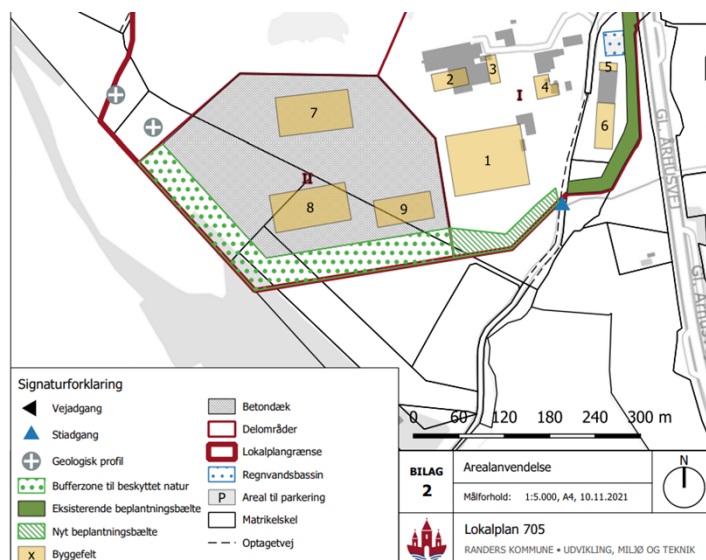 7
2
3
4
5
I
6
1
II
8
9
GL. ÅRHUSVEJ
Gl. Århusvej
Signaturforklaring
Vejadgang
Stiadgang
Geologisk profil
Bufferzone til beskyttet natur
Eksisterende beplantningsbælte
Nyt beplantningsbælte
x Byggefelt
Betondæk
Delområder
Lokalplangrænse
Regnvandsbassin
P Areal til parkering
Matrikelskel
Optagetvej
0 60 120 180 240 300 m
BILAG
2
Arealanvendelse
Målforhold: 1:5.000, A4, 10.11.2021
N
Lokalplan 705
RANDERS KOMMUNE • UDVIKLING, MILJØ OG TEKNIK